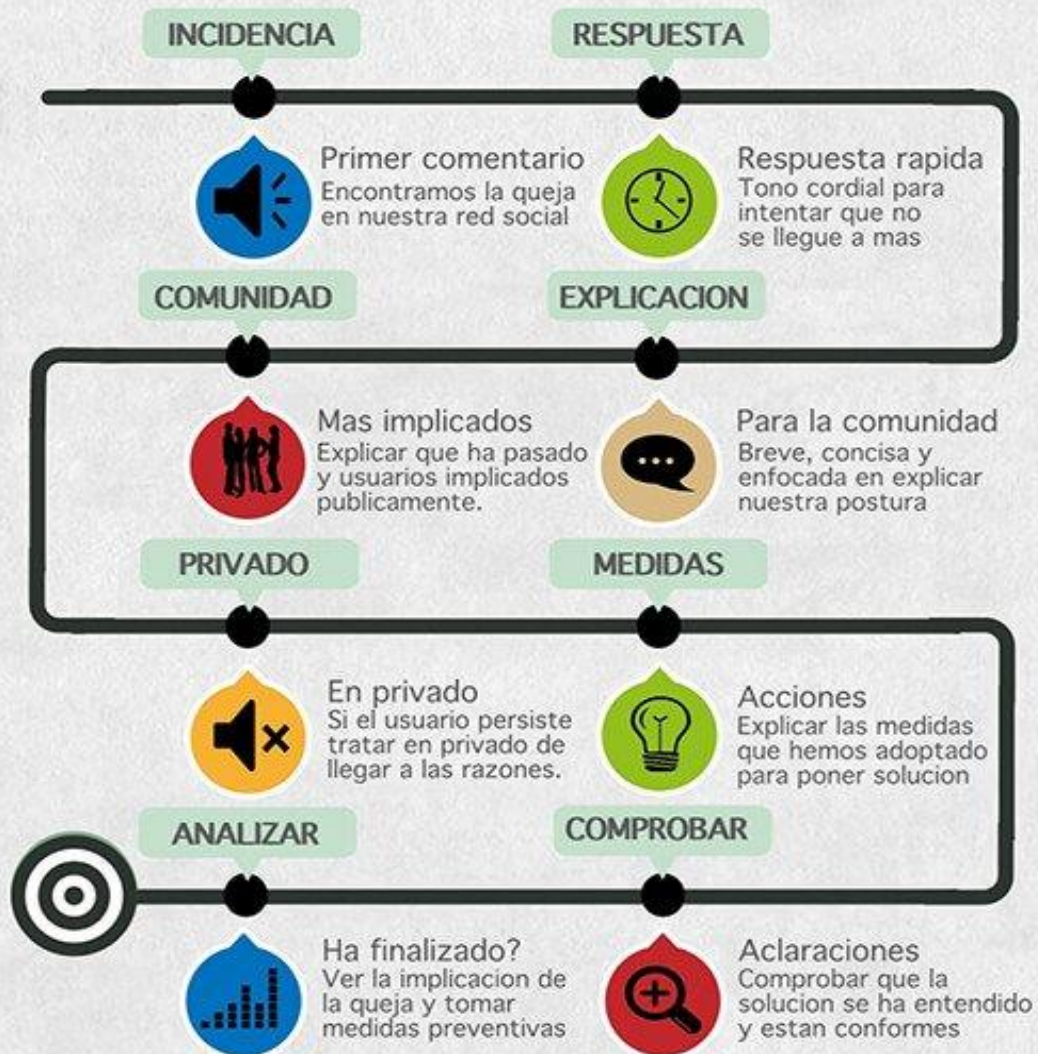 INCIDENCIA
Primer comentario
Encontramos la queja
en nuestra red social
RESPUESTA
Respuesta rapida
Tono cordial para
intentar que no
se llegue a mas
EXPLICACION
Para la comunidad
Breve, concisa y
enfocada en explicar
nuestra postura
COMUNIDAD
Mas implicados
Explicar que ha pasado
y usuarios implicados
publicamente.
PRIVADO
En privado
Si el usuario persiste
tratar en privado de
llegar a las razones.
MEDIDAS
Acciones
Explicar las medidas
que hemos adoptado
para poner solucion
COMPROBAR
Aclaraciones
Comprobar que la
solucion se ha entendido
y estan conformes
ANALIZAR
Ha finalizado?
Ver la implicacion de
la queja y tomar
medidas preventivas